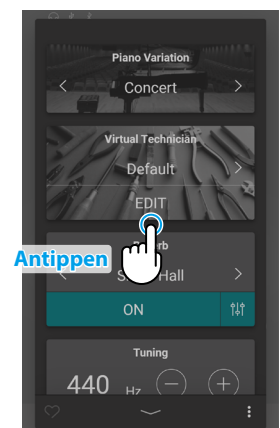 Piano Variation
Concert
Virtual Technician
Default
EDIT
Antippen
Hall
ON
Tuning
440 Hz